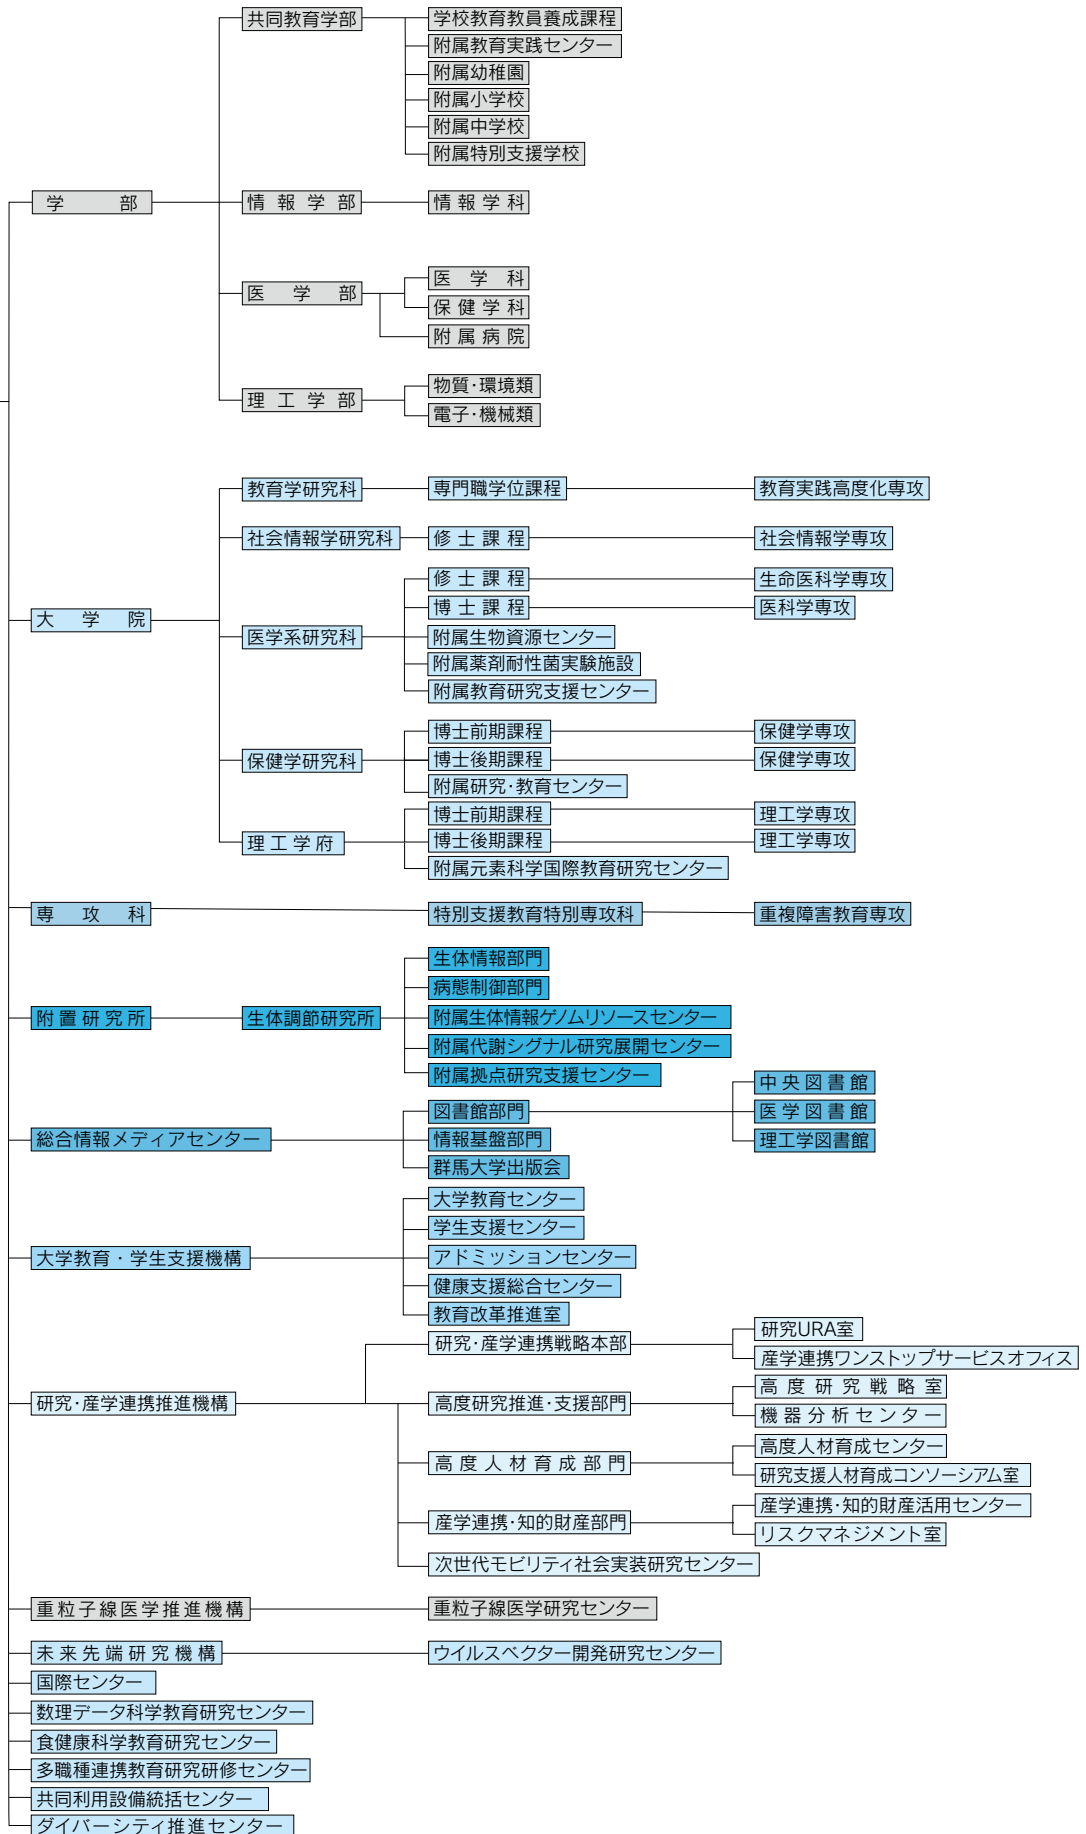 学部
共同教育学部
学校教育教員養成課程
附属教育実践センター
附属幼稚園
附属小学校
附属中学校
附属特別支援学校
情報学部
情報学科
医学部
医学科
保健学科
附属病院
理工学部
物質・環境類
電子・機械類
大学院
教育学研究科
専門職学位課程
教育実践高度化専攻
社会情報学研究科
修士課程
社会情報学専攻
医学系研究科
修士課程
生命医科学専攻
博士課程
医科学専攻
附属生物資源センター
附属薬剤耐性菌実験施設
附属教育研究支援センター
保健学研究科
博士前期課程
保健学専攻
博士後期課程
保健学専攻
附属研究・教育センター
理工学府
博士前期課程
理工学専攻
博士後期課程
理工学専攻
附属元素科学国際教育研究センター
専攻科
特別支援教育特別専攻科
重複障害教育専攻
附置研究所
生体調節研究所
生体情報部門
病態制御部門
附属生体情報ゲノムリソースセンター
附属代謝シグナル研究展開センター
附属拠点研究支援センター
総合情報メディアセンター
図書館部門
中央図書館
医学図書館
理工学図書館
情報基盤部門
群馬大学出版会
大学教育・学生支援機構
大学教育センター
学生支援センター
アドミッションセンター
健康支援総合センター
教育改革推進室
研究・産学連携推進機構
研究・産学連携戦略本部
研究URA室
産学連携ワンストップサービスオフィス
高度研究推進・支援部門
高度研究戦略室
機器分析センター
高度人材育成部門
高度人材育成センター
研究支援人材育成コンソーシアム室
産学連携・知的財産部門
産学連携・知的財産活用センター
リスクマネジメント室
次世代モビリティ社会実装研究センター
重粒子線医学推進機構
重粒子線医学研究センター
未来先端研究機構
ウイルスベクター開発研究センター
国際センター
数理データ科学教育研究センター
食健康科学教育研究センター
多職種連携教育研究研修センター
共同利用設備統括センター
ダイバーシティ推進センター